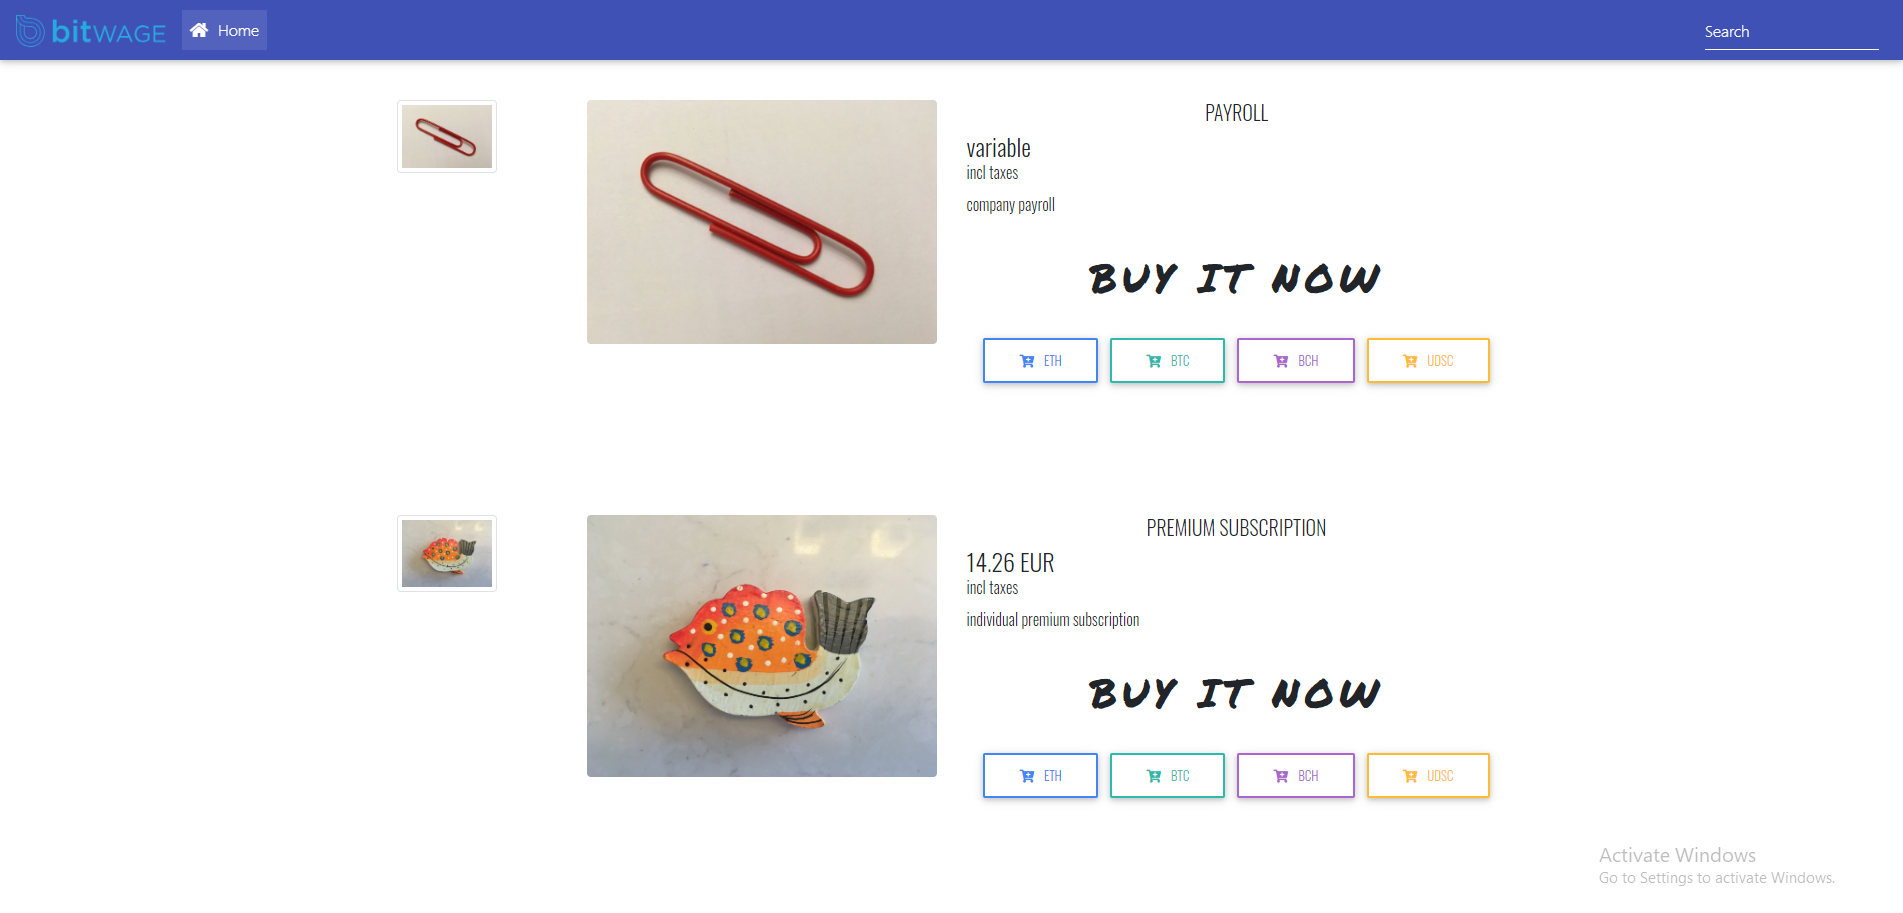 bitWAGE
Home
Search
PAYROLL
variable
incl taxes
company payroll
BUY IT NOW
ETH
BTC
BCH
UDSC
PREMIUM SUBSCRIPTION
14.26 EUR
incl taxes
individual premium subscription
BUY IT NOW
ETH
BTC
BCH
UDSC
Activate Windows
Go to Settings to activate Windows.